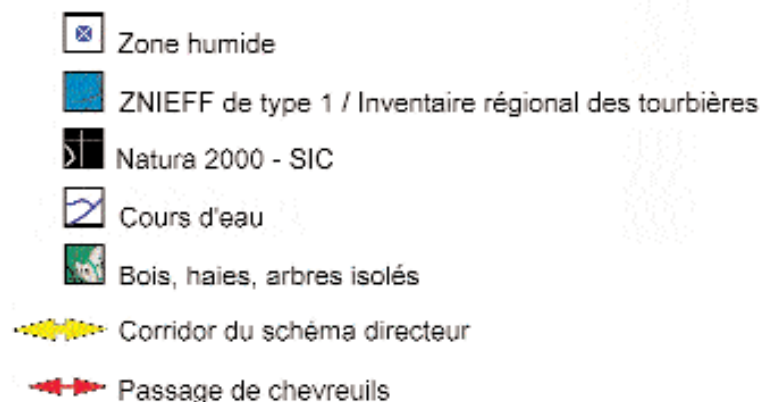 Zone humide
ZNIEFF de type 1 / Inventaire régional des tourbières
Natura 2000 - SIC
Cours d'eau
Bois, haies, arbres isolés
Corridor du schéma directeur
Passage de chevreuils